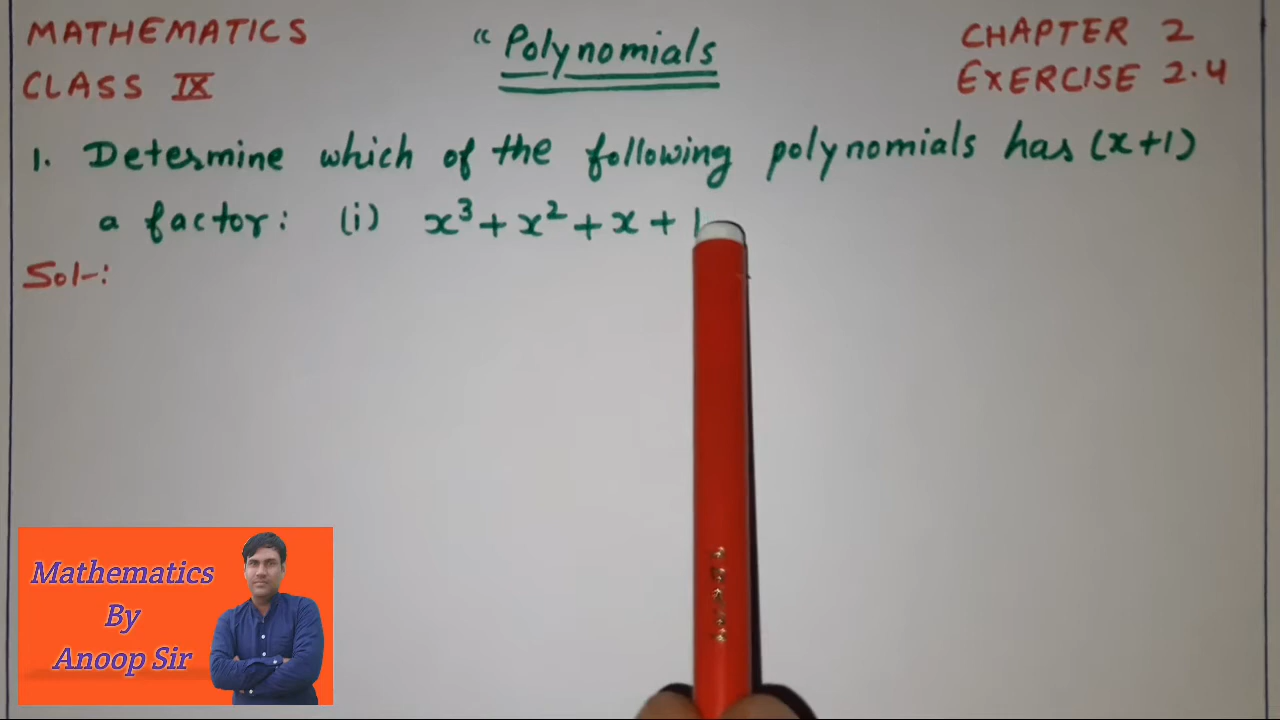 MATHEMATICS
CLASS IX
" Polynomials
CHAPTER 2
EXERCISE 2.4
1. Determine which of the following polynomials has (x+1)
a factor: (i) x³ + x² + x + 1
Sol-:
Mathematics
By
Anoop Sir